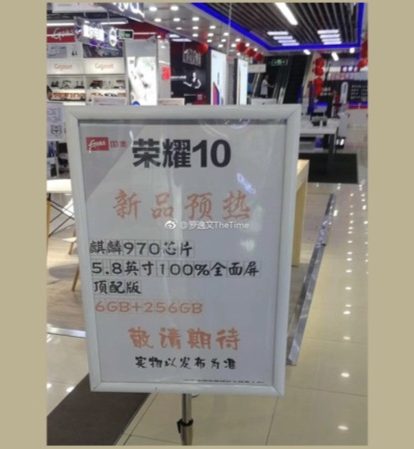 国美 荣耀10
新品预热
@罗逸文TheTime
麒麟970芯片
5.8英寸100%全面屏
顶配版
6GB+256GB
敬请期待
实物以发布为准